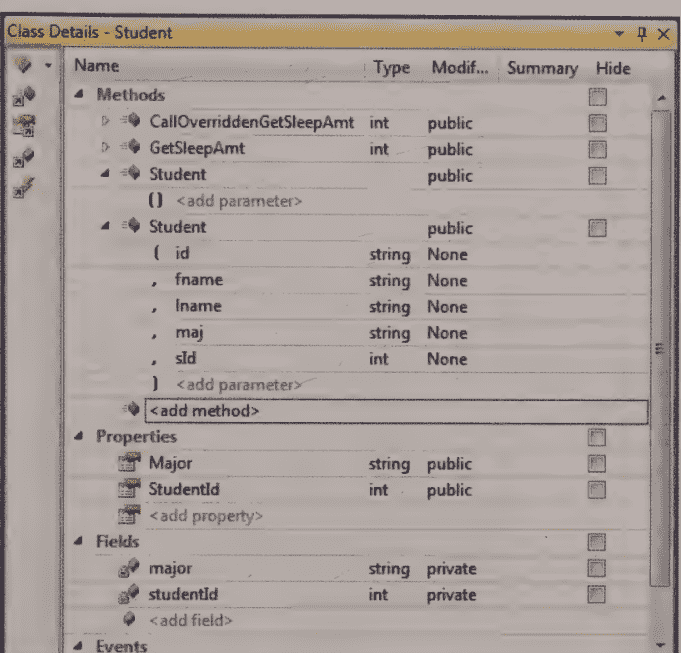 Class Details - Student
Name Type Modif... Summary Hide
Methods
CallOverriddenGetSleepAmt int public
GetSleepAmt int public
Student public
() <add parameter>
Student public
( id string None
, fname string None
, lname string None
, maj string None
, sId int None
) <add parameter>
<add method>
Properties
Major string public
StudentId int public
<add property>
Fields
major string private
studentId int private
<add field>
Events